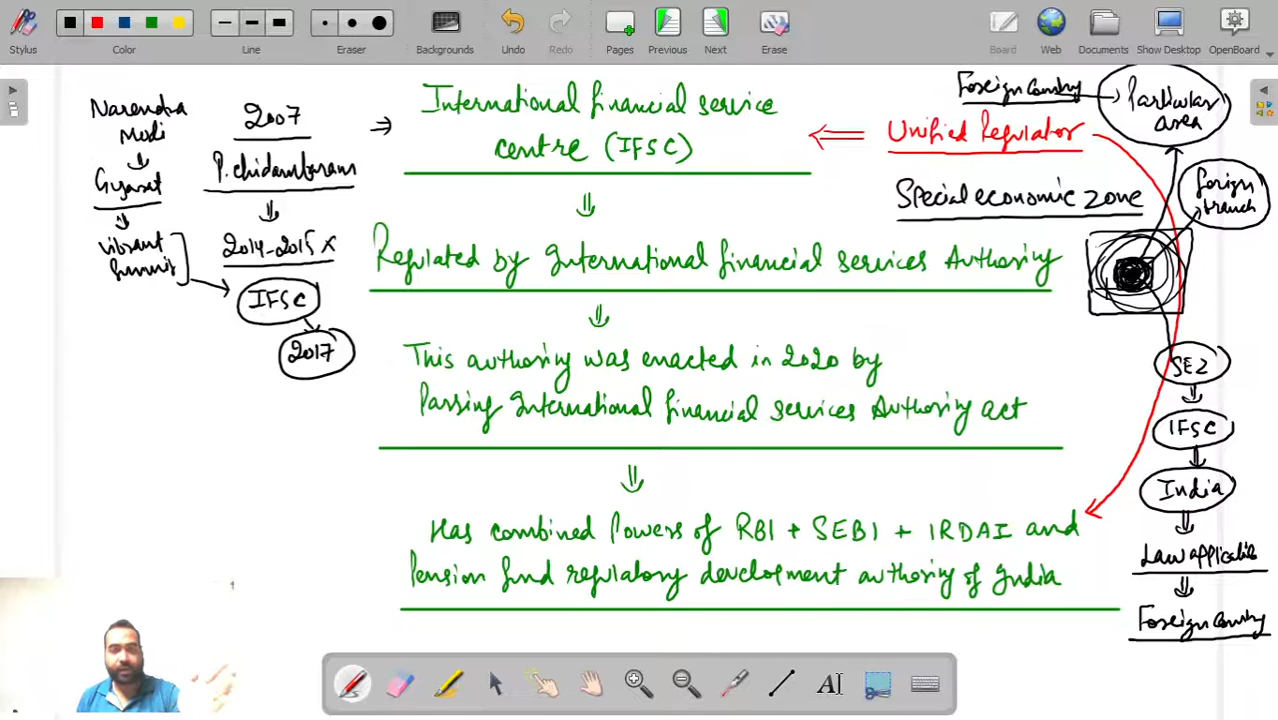 Stylus
Color
Line
Eraser
Backgrounds
Undo
Redo
Pages
Previous
Next
Erase
Board
Web
Documents
Show Desktop
OpenBoard
Narendra
Modi
Gujarat
Vibrant
Summit
2007
P. Chidambaram
2014-2015 x
IFSC
2017
International financial service
centre (IFSC)
Regulated by International financial services Authority
This authority was enacted in 2020 by
Passing International financial services Authority act
Has combined Powers of RBI + SEBI + IRDAI and
Pension fund regulatory development authority of India
Unified Regulator
Special economic zone
Foreign Country
Particular
area
foreign
branch
SEZ
IFSC
India
Law applicable
Foreign Country
AI